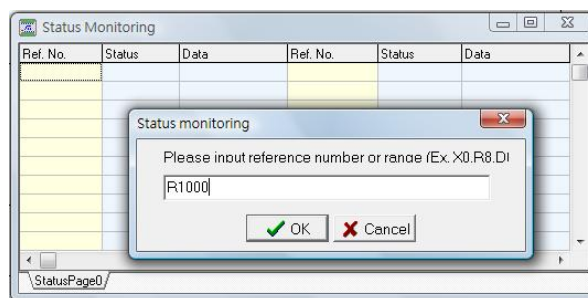 Status Monitoring
Ref. No. Status Data Ref. No. Status Data
Status monitoring
Please input reference number or range (Ex. X0,R8,D(
R1000
OK Cancel
StatusPage0